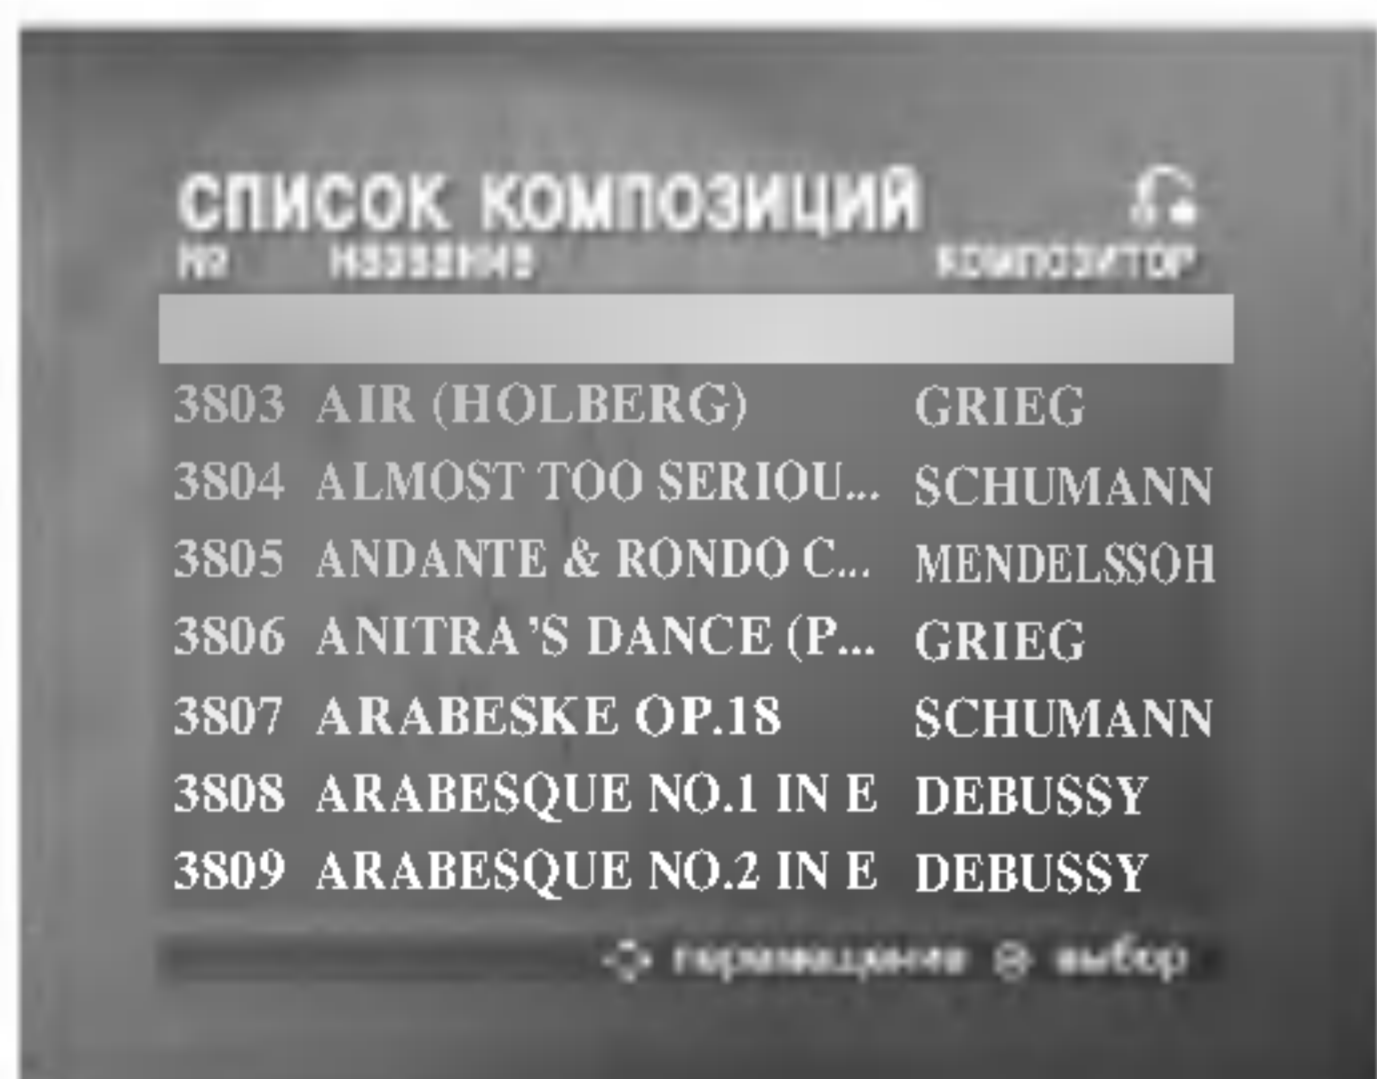 СПИСОК КОМПОЗИЦИЙ
№ НАЗВАНИЕ КОМПОЗИТОР
3803 AIR (HOLBERG) GRIEG
3804 ALMOST TOO SERIOU... SCHUMANN
3805 ANDANTE & RONDO C... MENDELSSOH
3806 ANITRA'S DANCE (P... GRIEG
3807 ARABESKE OP.18 SCHUMANN
3808 ARABESQUE NO.1 IN E DEBUSSY
3809 ARABESQUE NO.2 IN E DEBUSSY
перемещение выбор